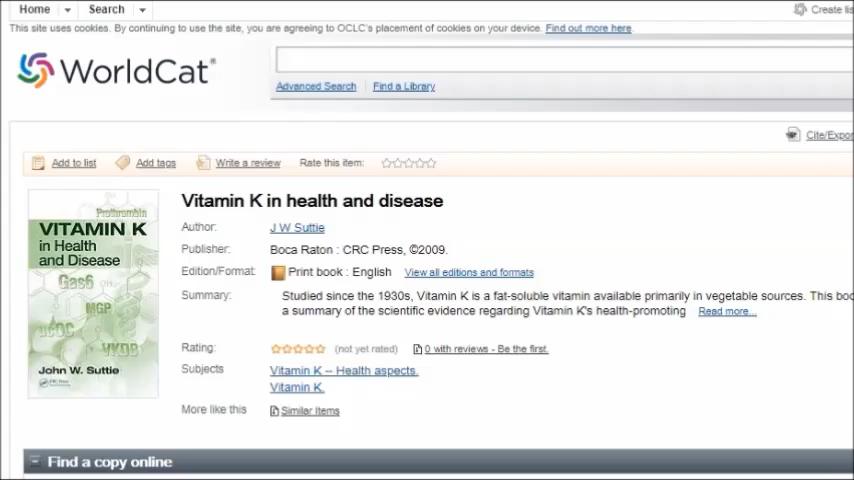 Home Search Create lis
This site uses cookies. By continuing to use the site, you are agreeing to OCLC's placement of cookies on your device. Find out more here.
WorldCat®
Advanced Search Find a Library
Cite/Expor
Add to list Add tags Write a review Rate this item:
Vitamin K in health and disease
Prothrombin
VITAMIN K
in Health
and Disease
Gas6
MGP
ucOC
VKDB
John W. Suttie
CRC Press
Author: J W Suttie
Publisher: Boca Raton : CRC Press, ©2009.
Edition/Format: Print book : English View all editions and formats
Summary: Studied since the 1930s, Vitamin K is a fat-soluble vitamin available primarily in vegetable sources. This boo
a summary of the scientific evidence regarding Vitamin K's health-promoting Read more...
Rating: (not yet rated) 0 with reviews - Be the first.
Subjects Vitamin K -- Health aspects.
Vitamin K.
More like this Similar Items
Find a copy online